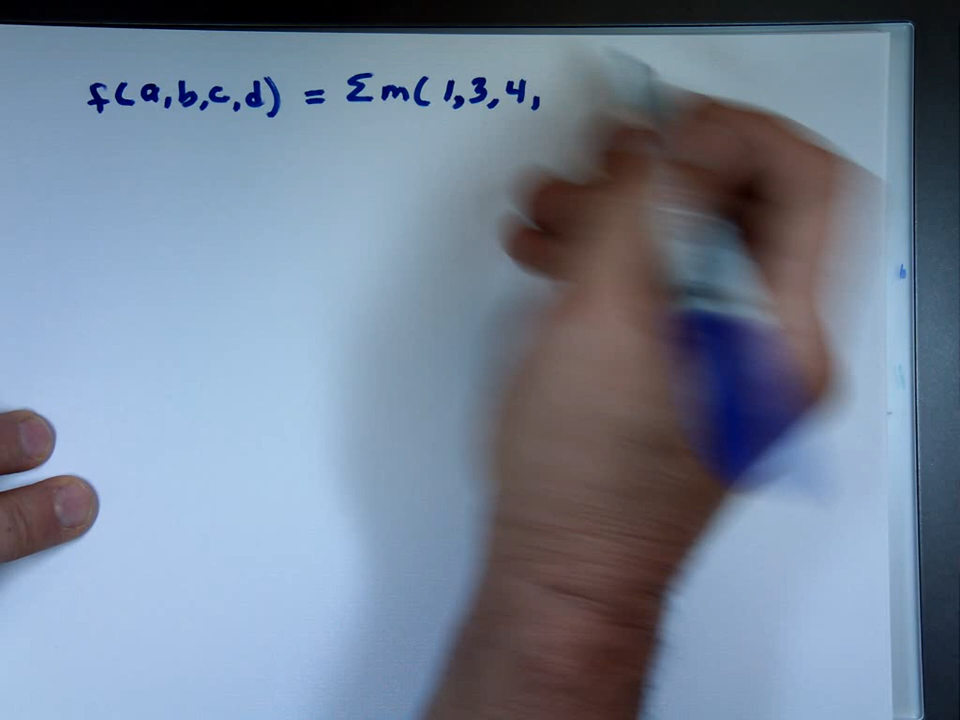 f(a,b,c,d) = Σm(1,3,4,